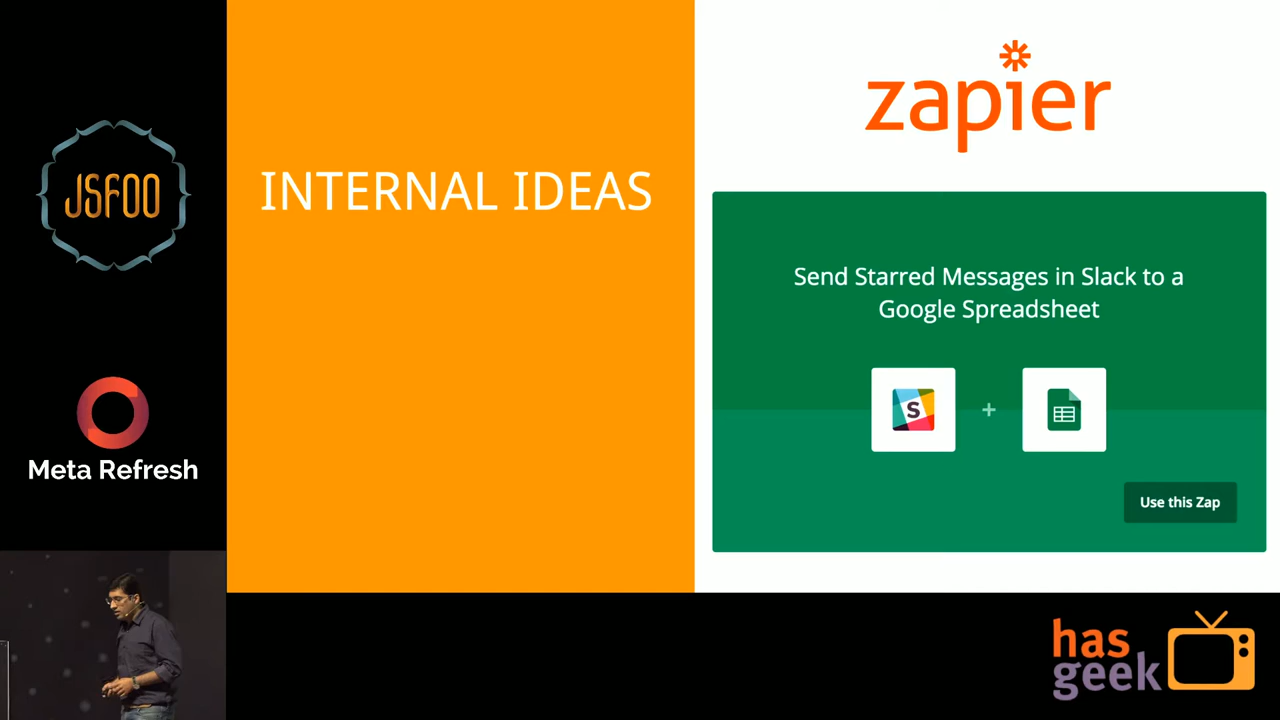 JSFOO
Meta Refresh
INTERNAL IDEAS
zapier
Send Starred Messages in Slack to a
Google Spreadsheet
S
+
Use this Zap
has
geek